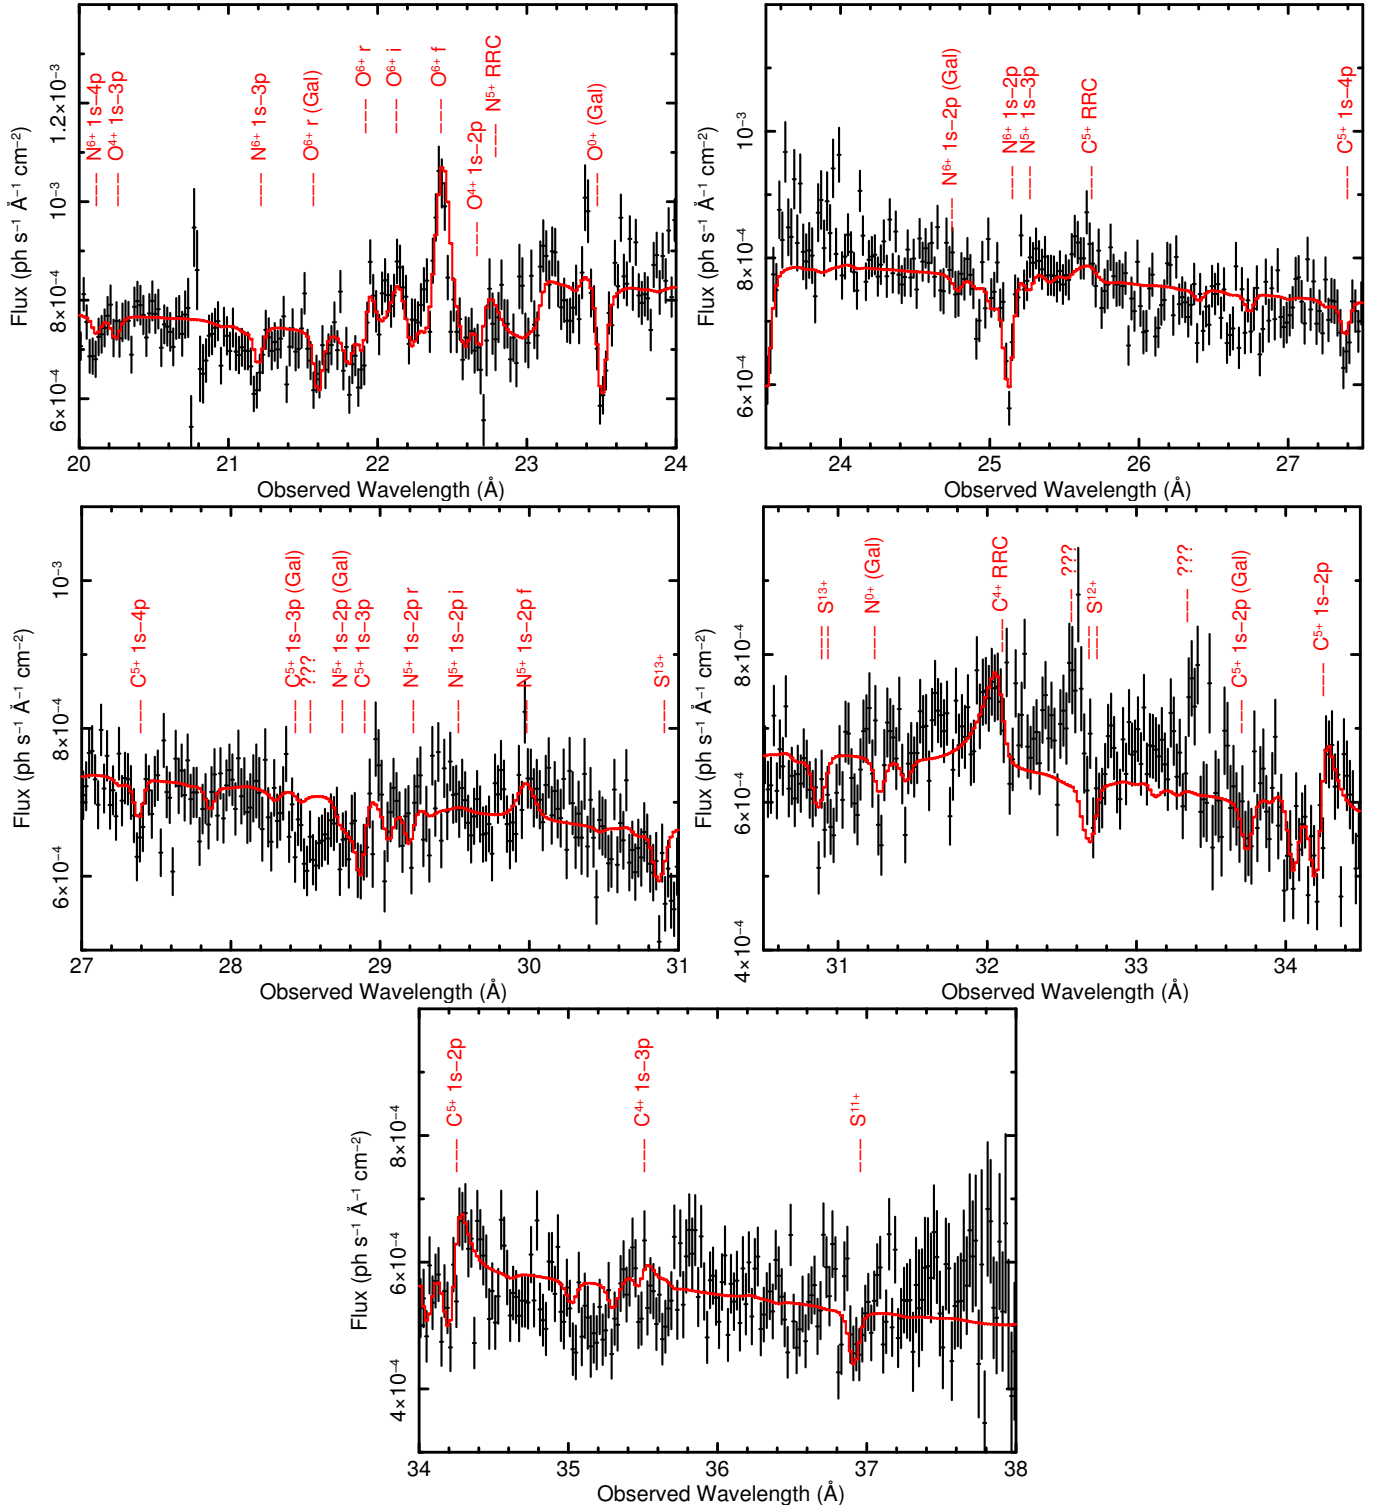 N⁶⁺ 1s−4p
O⁴⁺ 1s−3p
N⁶⁺ 1s−3p
O⁶⁺ r (Gal)
O⁶⁺ r
O⁶⁺ i
O⁶⁺ f
O⁴⁺ 1s−2p
N⁵⁺ RRC
O⁰⁺ (Gal)
Flux (ph s⁻¹ Å⁻¹ cm⁻²)
1.2×10⁻³
10⁻³
8×10⁻⁴
6×10⁻⁴
20 21 22 23 24
Observed Wavelength (Å)
N⁶⁺ 1s−2p (Gal)
N⁶⁺ 1s−2p
N⁵⁺ 1s−3p
C⁵⁺ RRC
C⁵⁺ 1s−4p
Flux (ph s⁻¹ Å⁻¹ cm⁻²)
10⁻³
8×10⁻⁴
6×10⁻⁴
24 25 26 27
Observed Wavelength (Å)
C⁵⁺ 1s−4p
C⁵⁺ 1s−3p (Gal)
???
N⁵⁺ 1s−2p (Gal)
C⁵⁺ 1s−3p
N⁵⁺ 1s−2p r
N⁵⁺ 1s−2p i
N⁵⁺ 1s−2p f
S¹³⁺
Flux (ph s⁻¹ Å⁻¹ cm⁻²)
10⁻³
8×10⁻⁴
6×10⁻⁴
27 28 29 30 31
Observed Wavelength (Å)
S¹³⁺
N⁰⁺ (Gal)
C⁴⁺ RRC
???
S¹²⁺
???
C⁵⁺ 1s−2p (Gal)
C⁵⁺ 1s−2p
Flux (ph s⁻¹ Å⁻¹ cm⁻²)
8×10⁻⁴
6×10⁻⁴
4×10⁻⁴
31 32 33 34
Observed Wavelength (Å)
C⁵⁺ 1s−2p
C⁴⁺ 1s−3p
S¹¹⁺
Flux (ph s⁻¹ Å⁻¹ cm⁻²)
8×10⁻⁴
6×10⁻⁴
4×10⁻⁴
34 35 36 37 38
Observed Wavelength (Å)